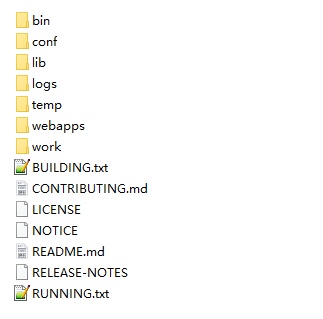 bin
conf
lib
logs
temp
webapps
work
BUILDING.txt
CONTRIBUTING.md
LICENSE
NOTICE
README.md
RELEASE-NOTES
RUNNING.txt